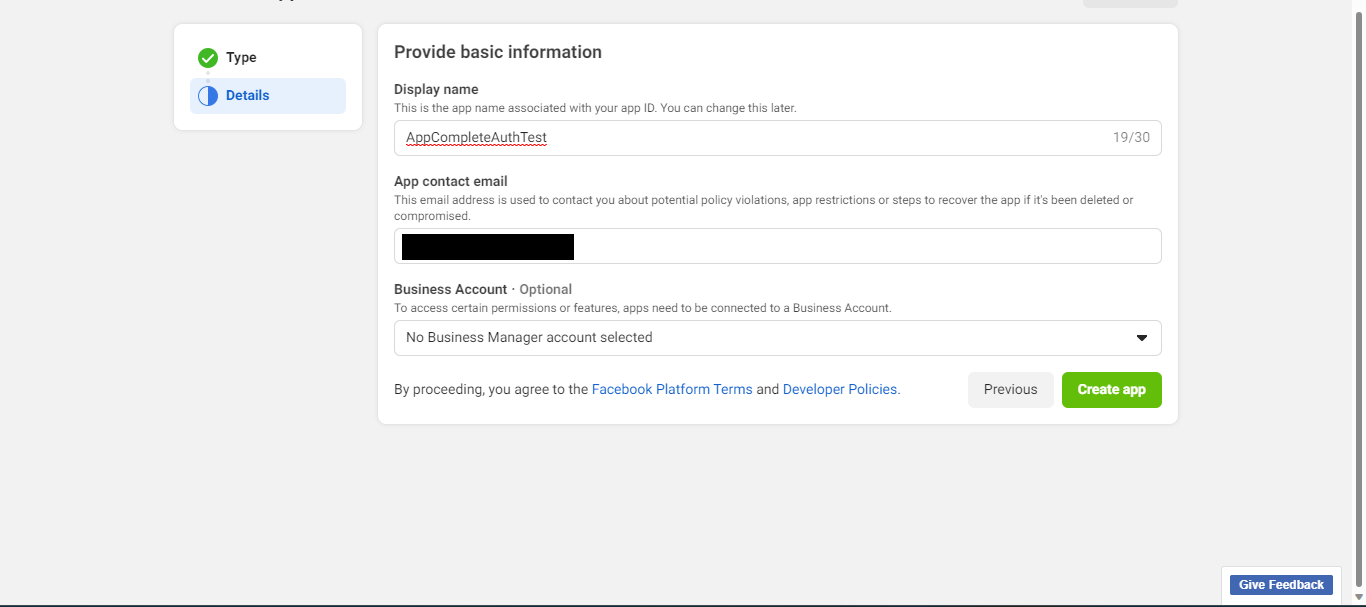 Type
Details
Provide basic information
Display name
This is the app name associated with your app ID. You can change this later.
AppCompleteAuthTest
19/30
App contact email
This email address is used to contact you about potential policy violations, app restrictions or steps to recover the app if it's been deleted or
compromised.
Business Account · Optional
To access certain permissions or features, apps need to be connected to a Business Account.
No Business Manager account selected
By proceeding, you agree to the Facebook Platform Terms and Developer Policies.
Previous
Create app
Give Feedback